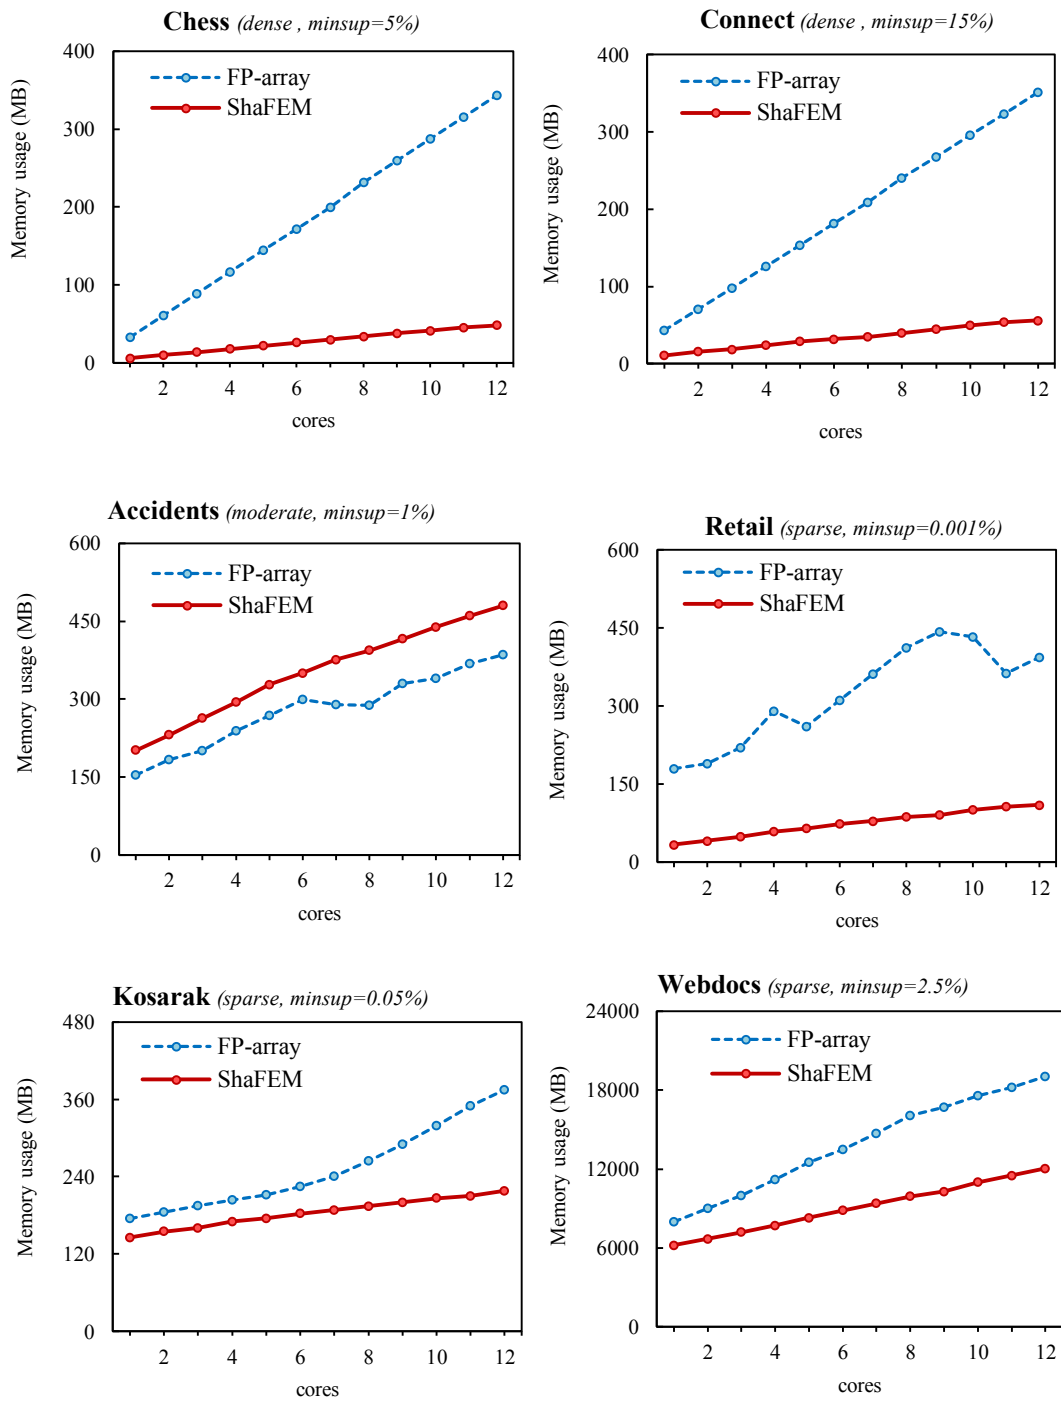 Chess (dense , minsup=5%)
400
300
200
100
0
Memory usage (MB)
FP-array
ShaFEM
2 4 6 8 10 12
cores
Connect (dense, minsup=15%)
400
300
200
100
0
Memory usage (MB)
FP-array
ShaFEM
2 4 6 8 10 12
cores
Accidents (moderate, minsup=1%)
600
450
300
150
0
Memory usage (MB)
FP-array
ShaFEM
2 4 6 8 10 12
cores
Retail (sparse, minsup=0.001%)
600
450
300
150
0
Memory usage (MB)
FP-array
ShaFEM
2 4 6 8 10 12
cores
Kosarak (sparse, minsup=0.05%)
480
360
240
120
0
Memory usage (MB)
FP-array
ShaFEM
2 4 6 8 10 12
cores
Webdocs (sparse, minsup=2.5%)
24000
18000
12000
6000
0
Memory usage (MB)
FP-array
ShaFEM
2 4 6 8 10 12
cores